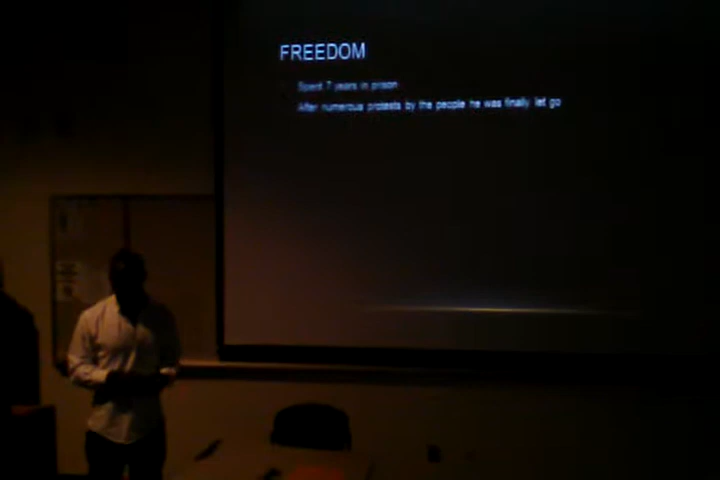 FREEDOM
Spent 7 years in prison
After numerous protests by the people he was finally let go